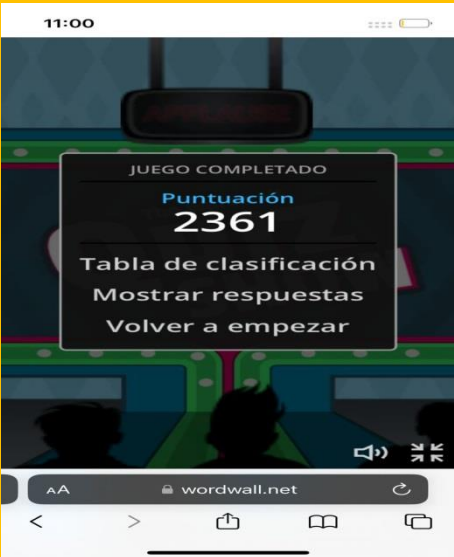 11:00
JUEGO COMPLETADO
Puntuación
2361
Tabla de clasificación
Mostrar respuestas
Volver a empezar
AA wordwall.net